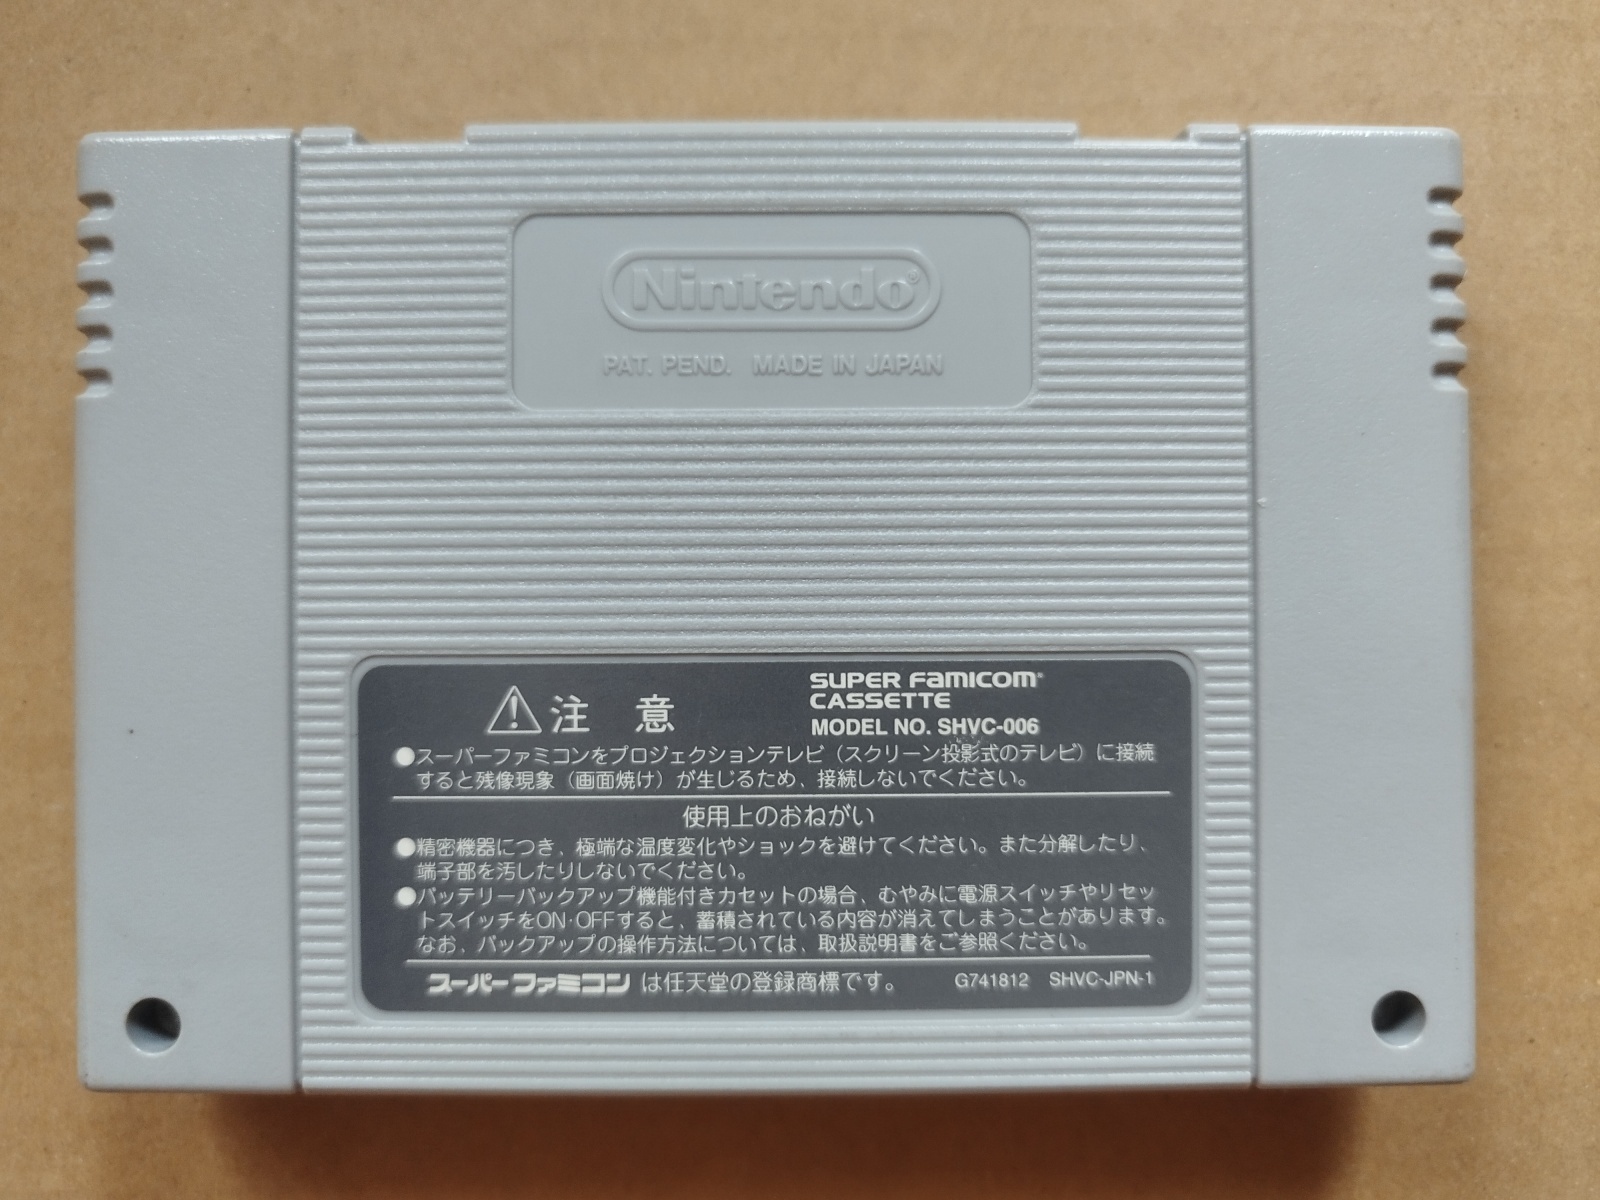 Nintendo®
PAT. PEND. MADE IN JAPAN
注 意
SUPER FAMICOM
CASSETTE
MODEL NO. SHVC-006
●スーパーファミコンをプロジェクションテレビ（スクリーン投影式のテレビ）に接続
すると残像現象（画面焼け）が生じるため、接続しないでください。
使用上のおねがい
●精密機器につき、極端な温度変化やショックを避けてください。また分解したり、
端子部を汚したりしないでください。
●バッテリーバックアップ機能付きカセットの場合、むやみに電源スイッチやリセッ
トスイッチをON·OFFすると、蓄積されている内容が消えてしまうことがあります。
なお、バックアップの操作方法については、取扱説明書をご参照ください。
スーパーファミコン は任天堂の登録商標です。 G741812 SHVC-JPN-1